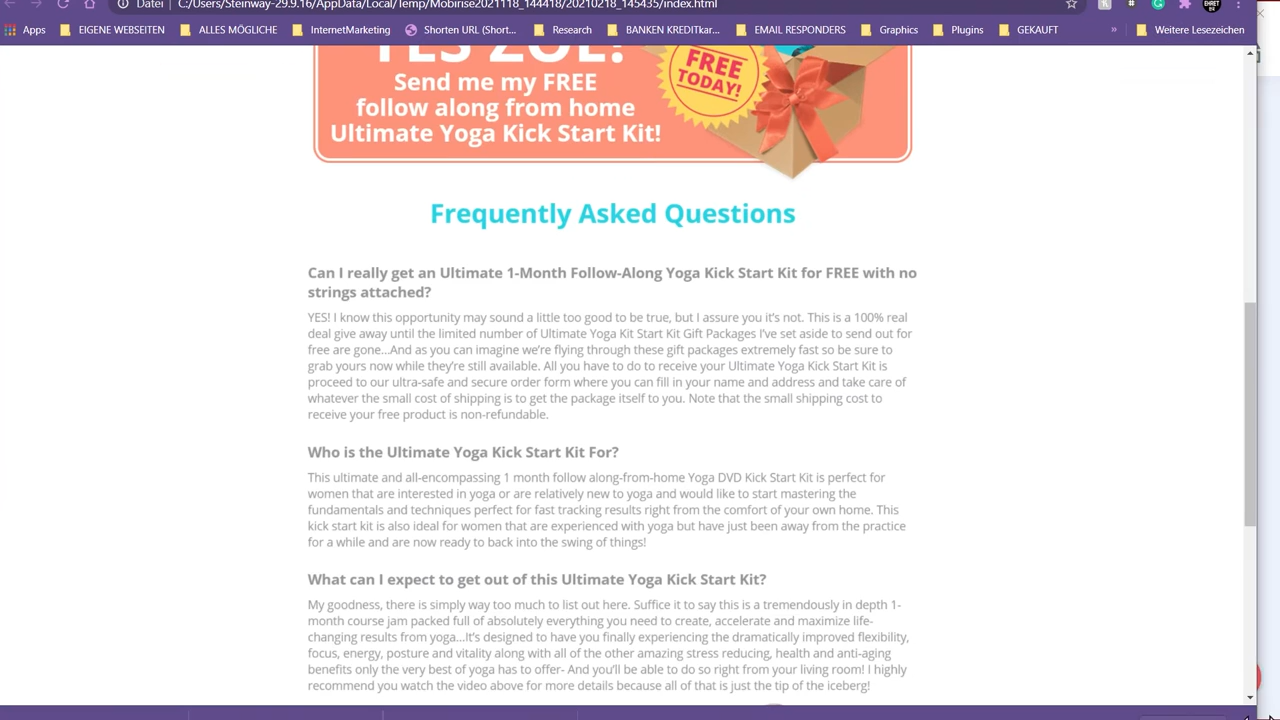 Datei
C:/Users/Steinway-29.9.16/AppData/Local/Temp/Mobirise2021118_144418/20210218_145435/index.html
Apps EIGENE WEBSEITEN ALLES MÖGLICHE InternetMarketing Shorten URL (Short... Research BANKEN KREDITkar... EMAIL RESPONDERS Graphics Plugins GEKAUFT » Weitere Lesezeichen
YES ZOE!
Send me my FREE
follow along from home
Ultimate Yoga Kick Start Kit!
FREE
TODAY!
Frequently Asked Questions
Can I really get an Ultimate 1-Month Follow-Along Yoga Kick Start Kit for FREE with no
strings attached?
YES! I know this opportunity may sound a little too good to be true, but I assure you it's not. This is a 100% real
deal give away until the limited number of Ultimate Yoga Kit Start Kit Gift Packages I've set aside to send out for
free are gone...And as you can imagine we're flying through these gift packages extremely fast so be sure to
grab yours now while they're still available. All you have to do to receive your Ultimate Yoga Kick Start Kit is
proceed to our ultra-safe and secure order form where you can fill in your name and address and take care of
whatever the small cost of shipping is to get the package itself to you. Note that the small shipping cost to
receive your free product is non-refundable.
Who is the Ultimate Yoga Kick Start Kit For?
This ultimate and all-encompassing 1 month follow along-from-home Yoga DVD Kick Start Kit is perfect for
women that are interested in yoga or are relatively new to yoga and would like to start mastering the
fundamentals and techniques perfect for fast tracking results right from the comfort of your own home. This
kick start kit is also ideal for women that are experienced with yoga but have just been away from the practice
for a while and are now ready to back into the swing of things!
What can I expect to get out of this Ultimate Yoga Kick Start Kit?
My goodness, there is simply way too much to list out here. Suffice it to say this is a tremendously in depth 1-
month course jam packed full of absolutely everything you need to create, accelerate and maximize life-
changing results from yoga...It's designed to have you finally experiencing the dramatically improved flexibility,
focus, energy, posture and vitality along with all of the other amazing stress reducing, health and anti-aging
benefits only the very best of yoga has to offer- And you'll be able to do so right from your living room! I highly
recommend you watch the video above for more details because all of that is just the tip of the iceberg!